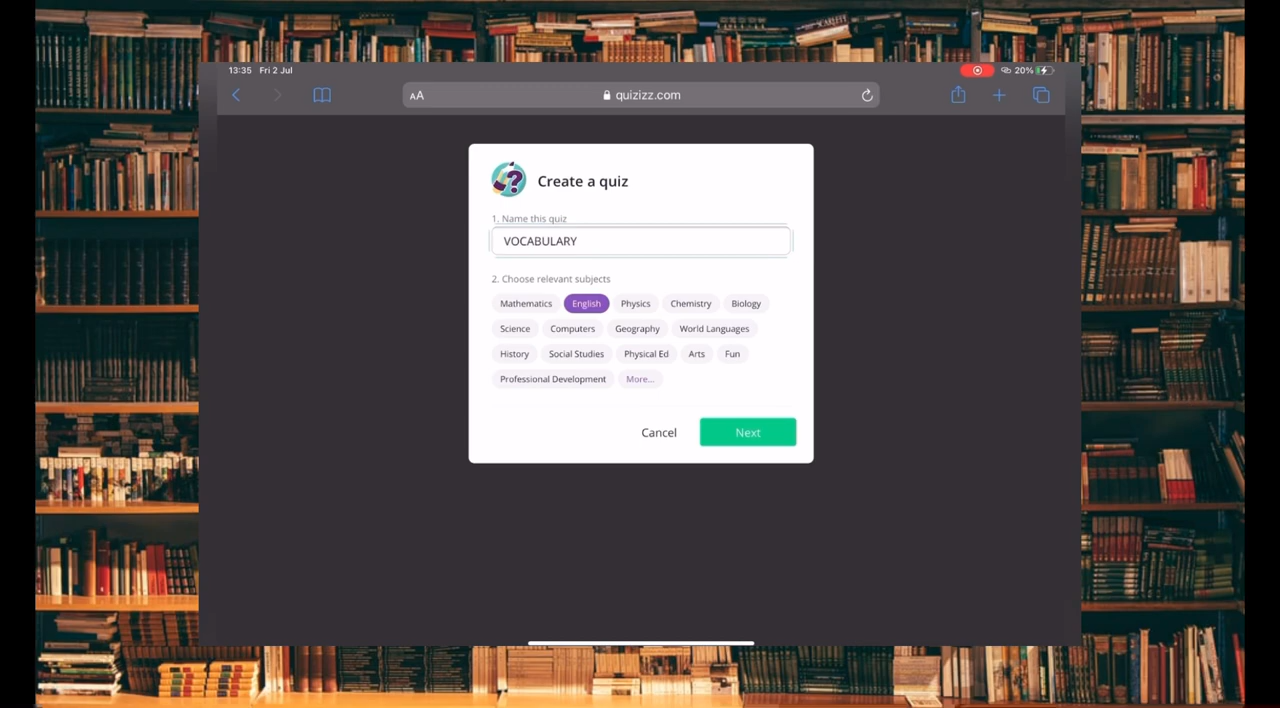 13:35 Fri 2 Jul
20%
AA quizizz.com
Create a quiz
1. Name this quiz
VOCABULARY
2. Choose relevant subjects
Mathematics English Physics Chemistry Biology
Science Computers Geography World Languages
History Social Studies Physical Ed Arts Fun
Professional Development More...
Cancel Next